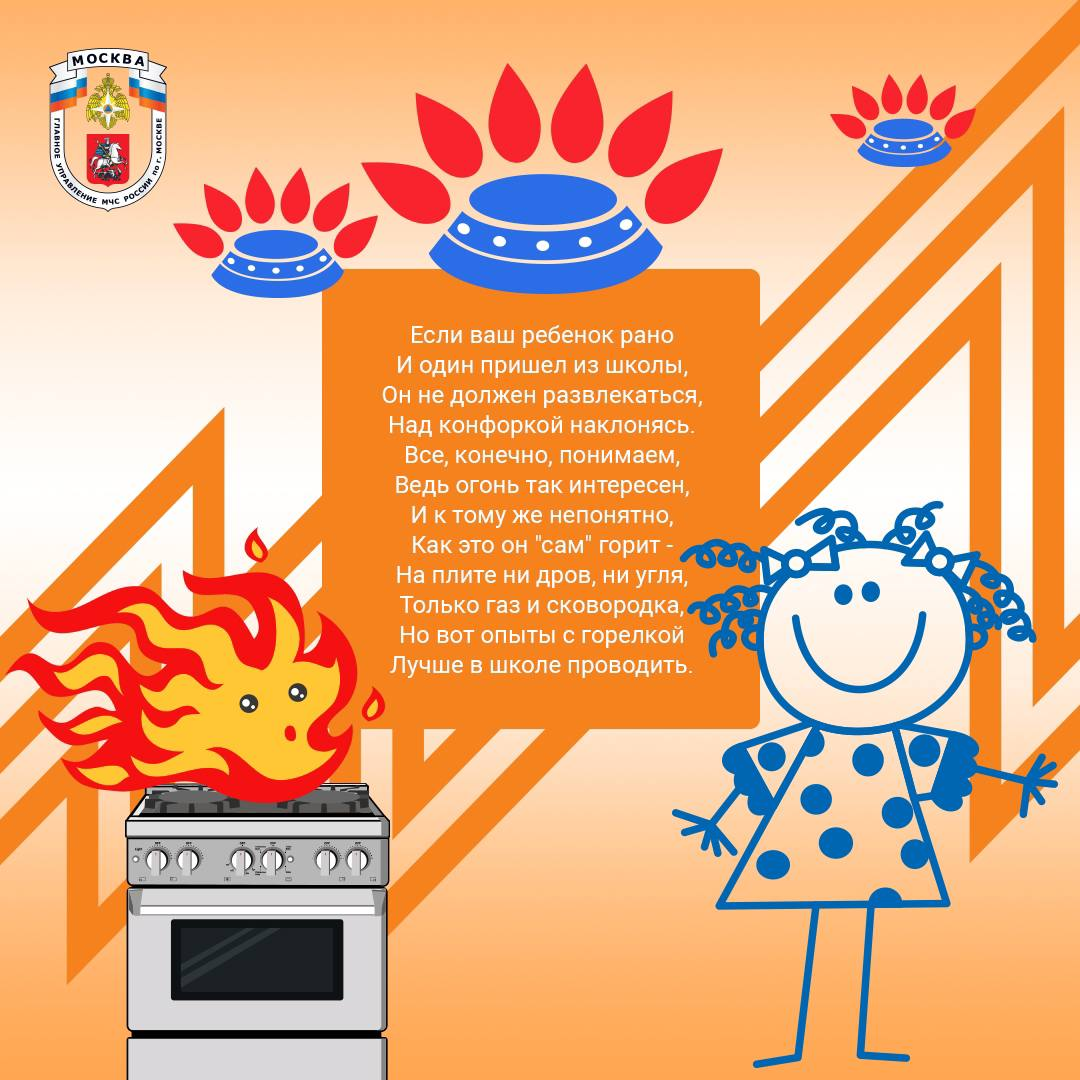 МОСКВА
ГЛАВНОЕ УПРАВЛЕНИЕ МЧС РОССИИ по г. МОСКВЕ
Если ваш ребенок рано
И один пришел из школы,
Он не должен развлекаться,
Над конфоркой наклонясь.
Все, конечно, понимаем,
Ведь огонь так интересен,
И к тому же непонятно,
Как это он "сам" горит -
На плите ни дров, ни угля,
Только газ и сковородка,
Но вот опыты с горелкой
Лучше в школе проводить.